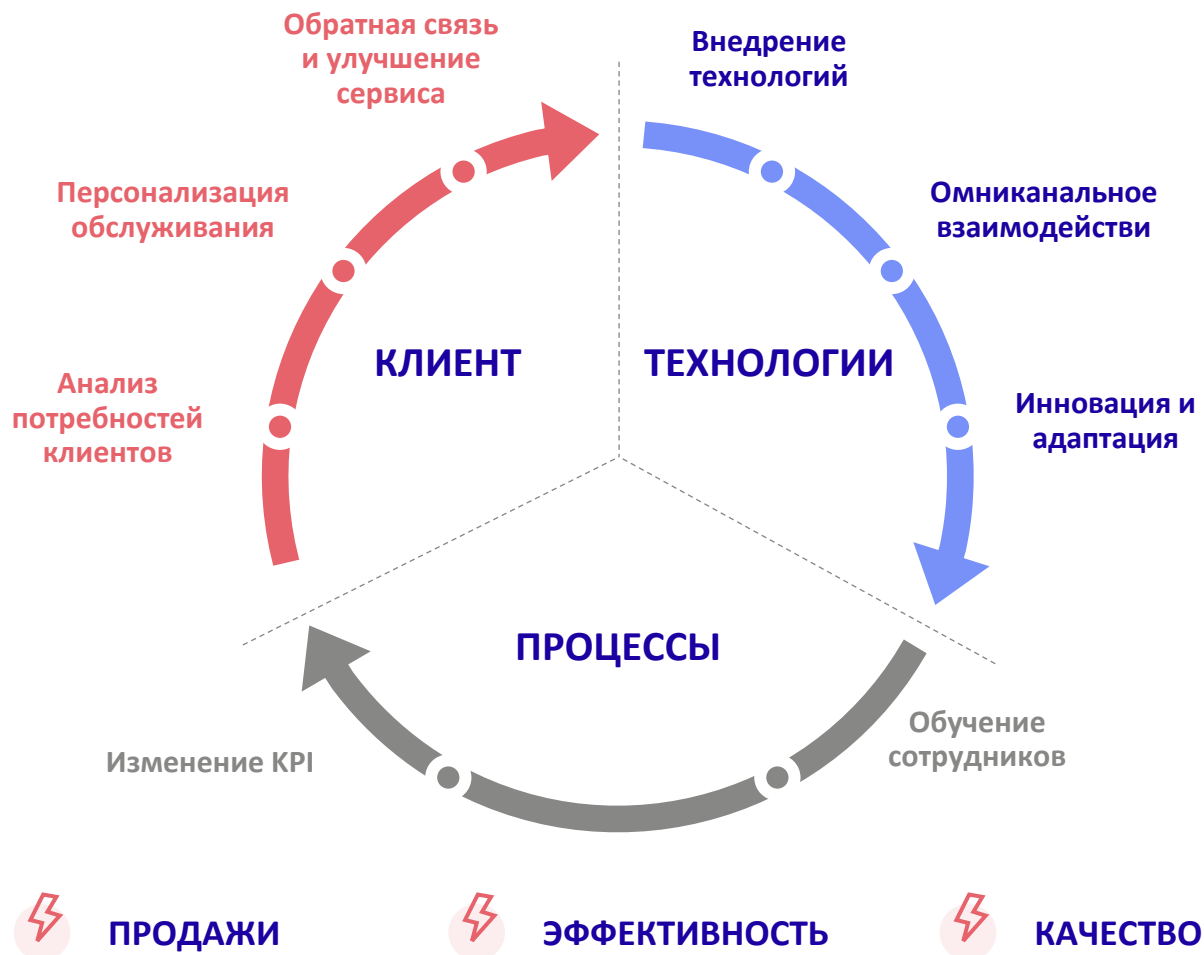 Обратная связь
и улучшение
сервиса
Внедрение
технологий
Персонализация
обслуживания
Омниканальное
взаимодействи
КЛИЕНТ
ТЕХНОЛОГИИ
Анализ
потребностей
клиентов
Инновация и
адаптация
ПРОЦЕССЫ
Изменение KPI
Обучение
сотрудников
ПРОДАЖИ
ЭФФЕКТИВНОСТЬ
КАЧЕСТВО